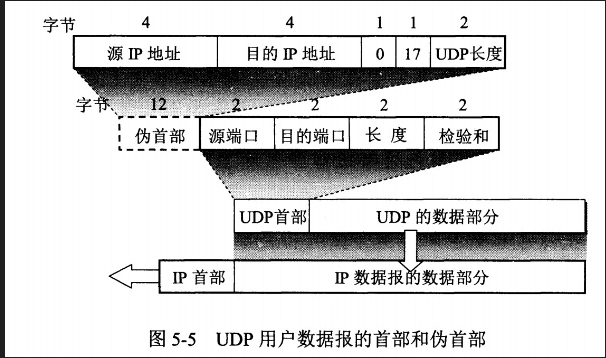 字节 4 4 1 1 2
源 IP 地址 目的 IP 地址 0 17 UDP长度
字节 12 2 2 2 2
伪首部 源端口 目的端口 长 度 检验和
UDP首部 UDP 的数据部分
IP 首部 IP 数据报的数据部分
图 5-5 UDP 用户数据报的首部和伪首部